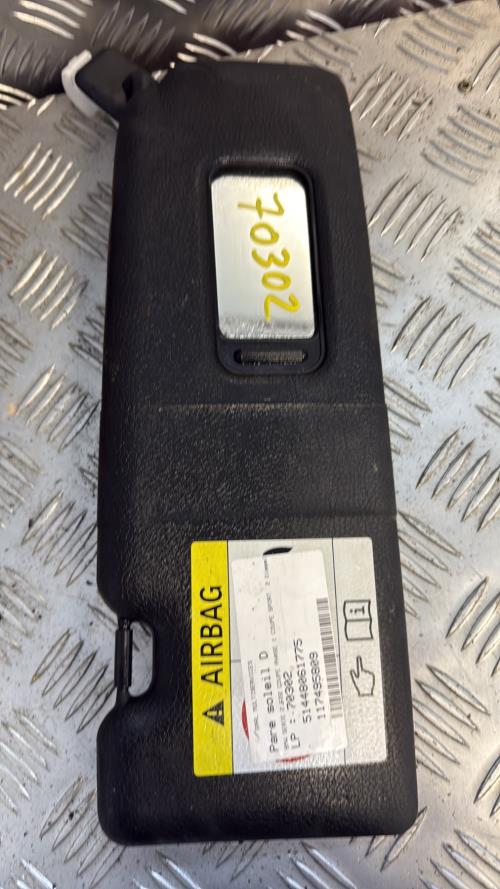 70302
AIRBAG
Pare soleil D
LP : 70302
51448061775
117495809